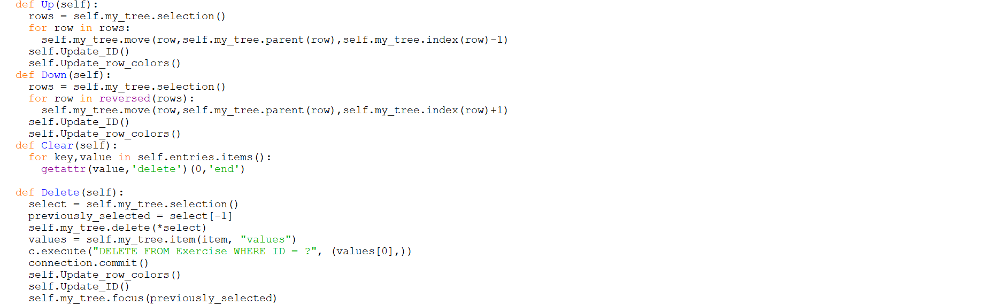 def Up(self):
rows = self.my_tree.selection()
for row in rows:
self.my_tree.move(row,self.my_tree.parent(row),self.my_tree.index(row)-1)
self.Update_ID()
self.Update_row_colors()
def Down(self):
rows = self.my_tree.selection()
for row in reversed(rows):
self.my_tree.move(row,self.my_tree.parent(row),self.my_tree.index(row)+1)
self.Update_ID()
self.Update_row_colors()
def Clear(self):
for key,value in self.entries.items():
getattr(value,'delete')(0,'end')
def Delete(self):
select = self.my_tree.selection()
previously_selected = select[-1]
self.my_tree.delete(*select)
values = self.my_tree.item(item, "values")
c.execute("DELETE FROM Exercise WHERE ID = ?", (values[0],))
connection.commit()
self.Update_row_colors()
self.Update_ID()
self.my_tree.focus(previously_selected)